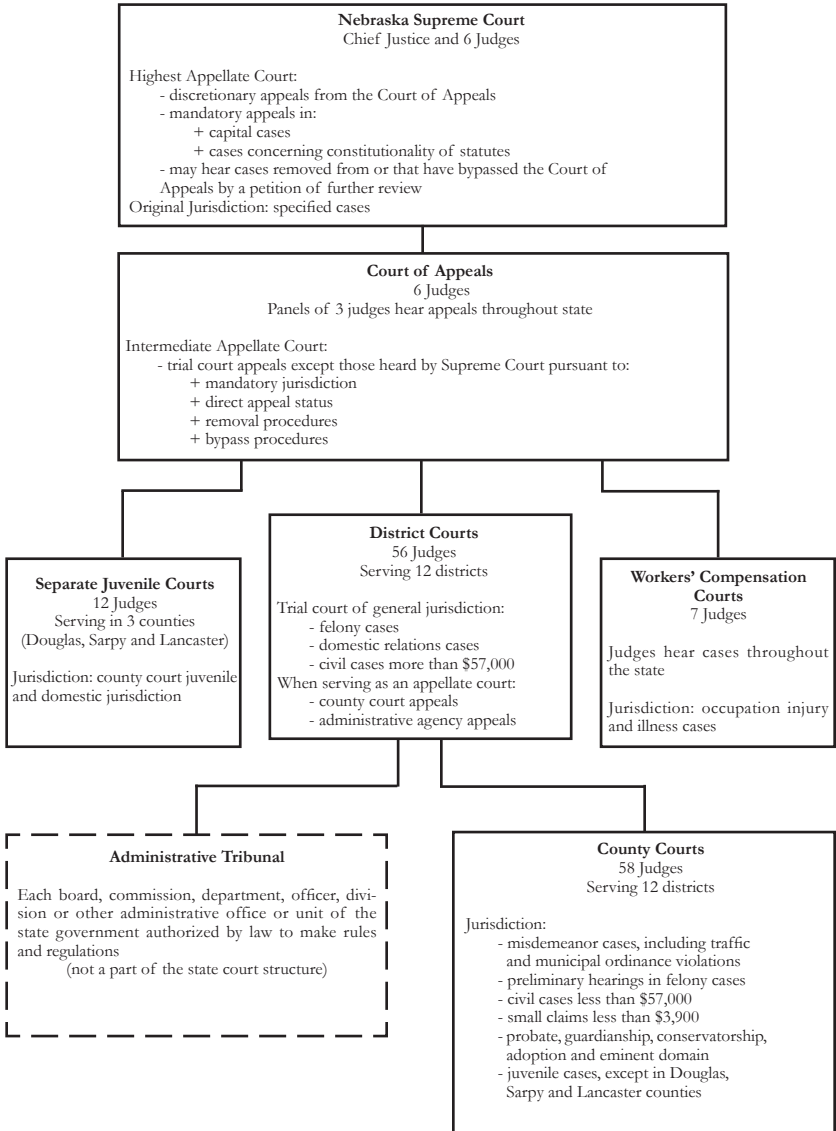 Nebraska Supreme Court
Chief Justice and 6 Judges
Highest Appellate Court:
- discretionary appeals from the Court of Appeals
- mandatory appeals in:
+ capital cases
+ cases concerning constitutionality of statutes
- may hear cases removed from or that have bypassed the Court of
Appeals by a petition of further review
Original Jurisdiction: specified cases
Court of Appeals
6 Judges
Panels of 3 judges hear appeals throughout state
Intermediate Appellate Court:
- trial court appeals except those heard by Supreme Court pursuant to:
+ mandatory jurisdiction
+ direct appeal status
+ removal procedures
+ bypass procedures
Separate Juvenile Courts
12 Judges
Serving in 3 counties
(Douglas, Sarpy and Lancaster)
Jurisdiction: county court juvenile
and domestic jurisdiction
District Courts
56 Judges
Serving 12 districts
Trial court of general jurisdiction:
- felony cases
- domestic relations cases
- civil cases more than $57,000
When serving as an appellate court:
- county court appeals
- administrative agency appeals
Workers' Compensation
Courts
7 Judges
Judges hear cases throughout
the state
Jurisdiction: occupation injury
and illness cases
Administrative Tribunal
Each board, commission, department, officer, divi-
sion or other administrative office or unit of the
state government authorized by law to make rules
and regulations
(not a part of the state court structure)
County Courts
58 Judges
Serving 12 districts
Jurisdiction:
- misdemeanor cases, including traffic
and municipal ordinance violations
- preliminary hearings in felony cases
- civil cases less than $57,000
- small claims less than $3,900
- probate, guardianship, conservatorship,
adoption and eminent domain
- juvenile cases, except in Douglas,
Sarpy and Lancaster counties